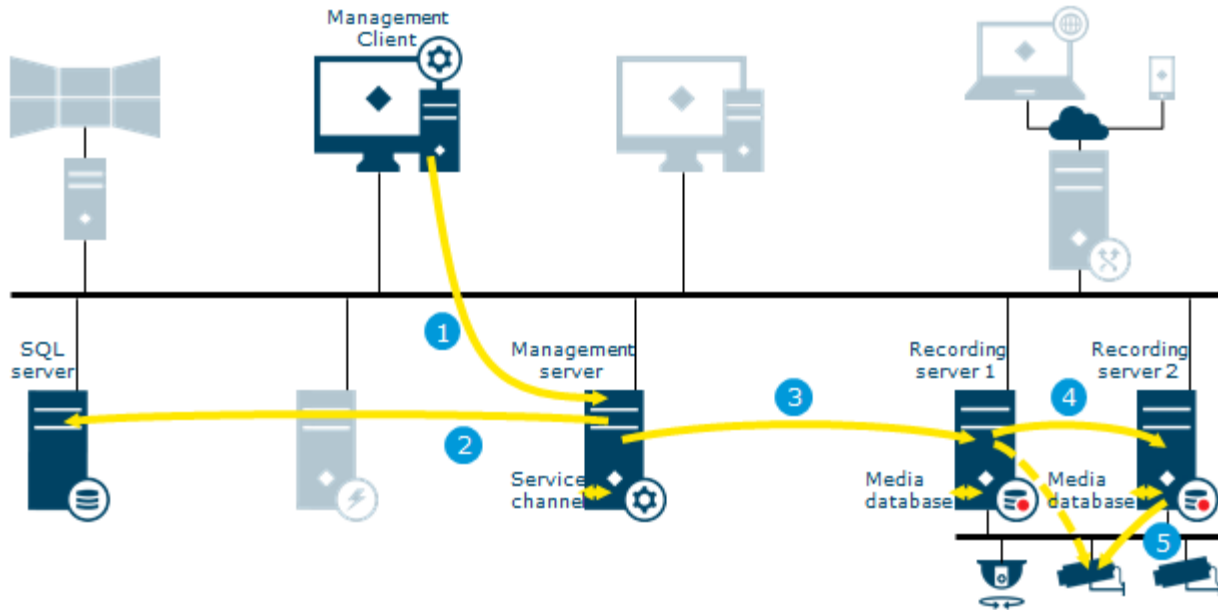 Management
Client
1
SQL
server
Management
server
Recording
server 1
Recording
server 2
2
3
4
Service
channel
Media
database
Media
database
5